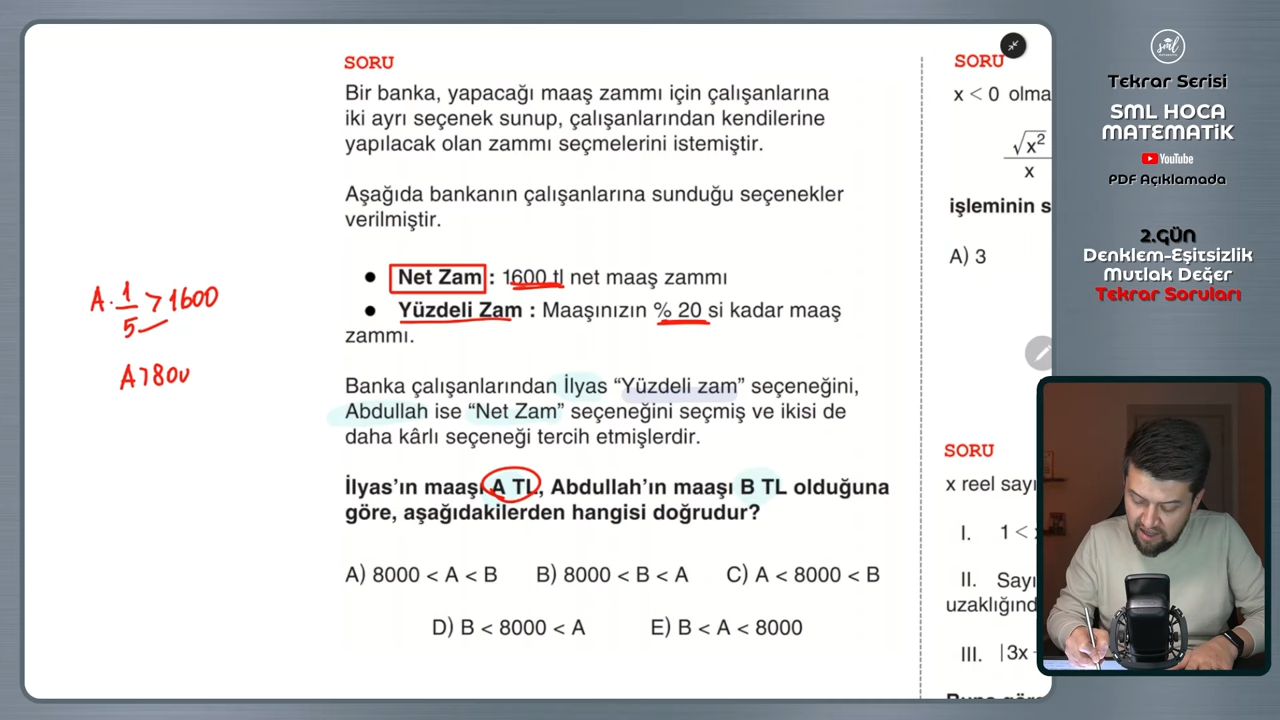 SORU
Bir banka, yapacağı maaş zammı için çalışanlarına
iki ayrı seçenek sunup, çalışanlarından kendilerine
yapılacak olan zammı seçmelerini istemiştir.
Aşağıda bankanın çalışanlarına sunduğu seçenekler
verilmiştir.
● Net Zam : 1600 tl net maaş zammı
● Yüzdeli Zam : Maaşınızın % 20 si kadar maaş
zammı.
Banka çalışanlarından İlyas “Yüzdeli zam” seçeneğini,
Abdullah ise “Net Zam” seçeneğini seçmiş ve ikisi de
daha kârlı seçeneği tercih etmişlerdir.
İlyas’ın maaşı A TL, Abdullah’ın maaşı B TL olduğuna
göre, aşağıdakilerden hangisi doğrudur?
A) 8000 < A < B B) 8000 < B < A C) A < 8000 < B
D) B < 8000 < A E) B < A < 8000
A · 1/5 > 1600
A > 800
SORU
x < 0 olma
√x² / x
işleminin s
A) 3
SORU
x reel sayı
I. 1 <
II. Sayı
uzaklığınd
III. |3x
sml
Tekrar Serisi
SML HOCA
MATEMATİK
YouTube
PDF Açıklamada
2.GÜN
Denklem-Eşitsizlik
Mutlak Değer
Tekrar Soruları